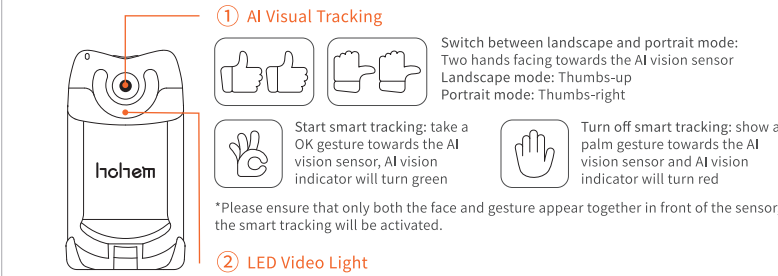 1 AI Visual Tracking
Switch between landscape and portrait mode:
Two hands facing towards the AI vision sensor
Landscape mode: Thumbs-up
Portrait mode: Thumbs-right
Start smart tracking: take a
OK gesture towards the AI
vision sensor, AI vision
indicator will turn green
Turn off smart tracking: show a
palm gesture towards the AI
vision sensor and AI vision
indicator will turn red
hohem
*Please ensure that only both the face and gesture appear together in front of the sensor
the smart tracking will be activated.
2 LED Video Light